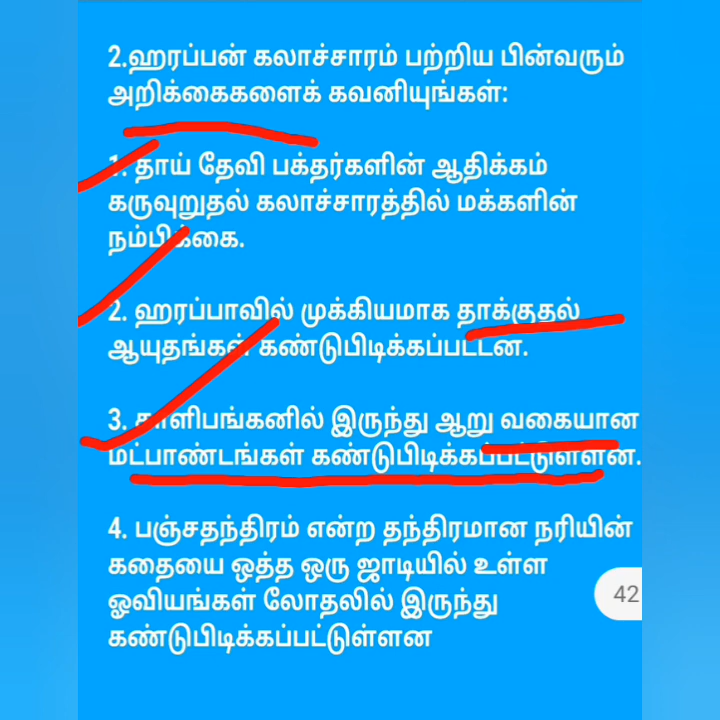 2.ஹரப்பன் கலாச்சாரம் பற்றிய பின்வரும்
அறிக்கைகளைக் கவனியுங்கள்:
1. தாய் தேவி பக்தர்களின் ஆதிக்கம்
கருவுறுதல் கலாச்சாரத்தில் மக்களின்
நம்பிக்கை.
2. ஹரப்பாவில் முக்கியமாக தாக்குதல்
ஆயுதங்கள் கண்டுபிடிக்கப்பட்டன.
3. காளிபங்கனில் இருந்து ஆறு வகையான
மட்பாண்டங்கள் கண்டுபிடிக்கப்பட்டுள்ளன.
4. பஞ்சதந்திரம் என்ற தந்திரமான நரியின்
கதையை ஒத்த ஒரு ஜாடியில் உள்ள
ஓவியங்கள் லோதலில் இருந்து
கண்டுபிடிக்கப்பட்டுள்ளன
42